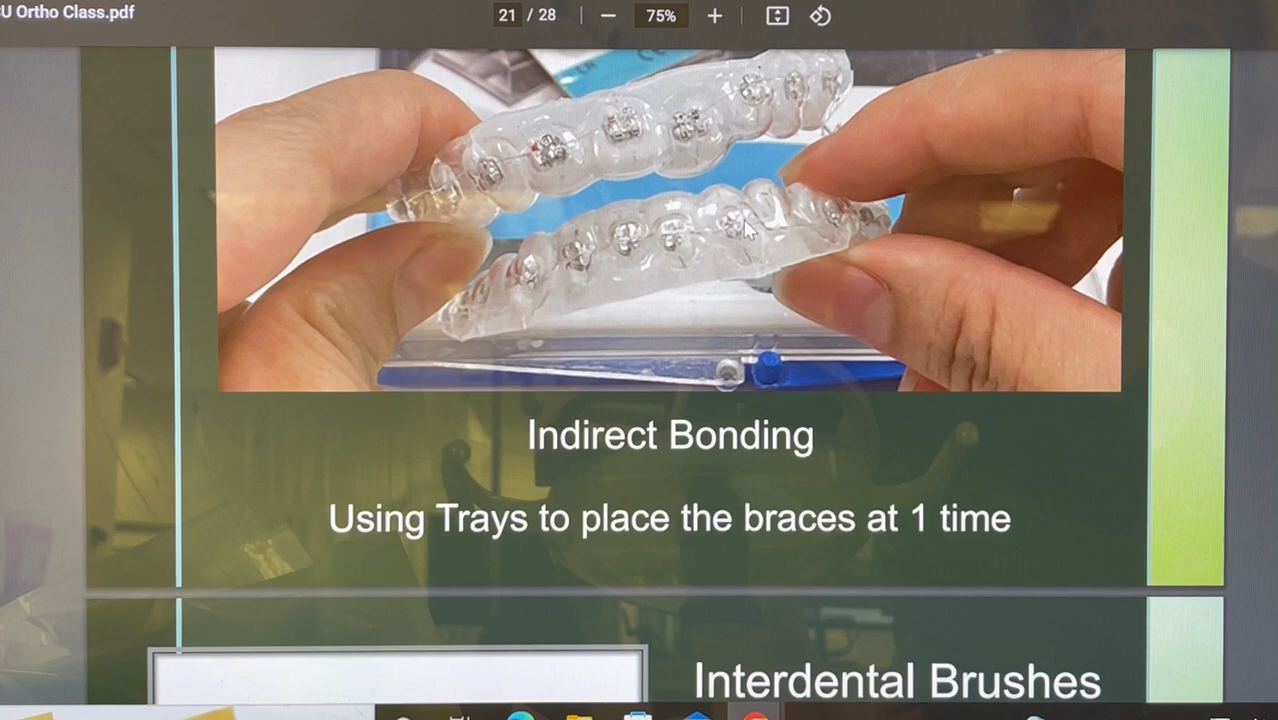 U Ortho Class.pdf
21 / 28
75%
Indirect Bonding
Using Trays to place the braces at 1 time
Interdental Brushes